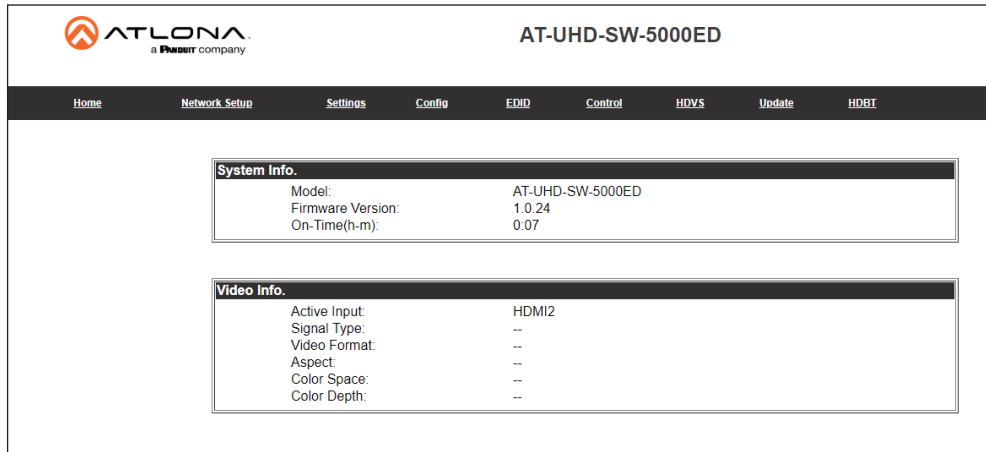 ATLONA.
a PANDUIT company
AT-UHD-SW-5000ED
Home Network Setup Settings Config EDID Control HDVS Update HDBT
System Info.
Model: AT-UHD-SW-5000ED
Firmware Version: 1.0.24
On-Time(h-m): 0:07
Video Info.
Active Input: HDMI2
Signal Type: --
Video Format: --
Aspect: --
Color Space: --
Color Depth: --